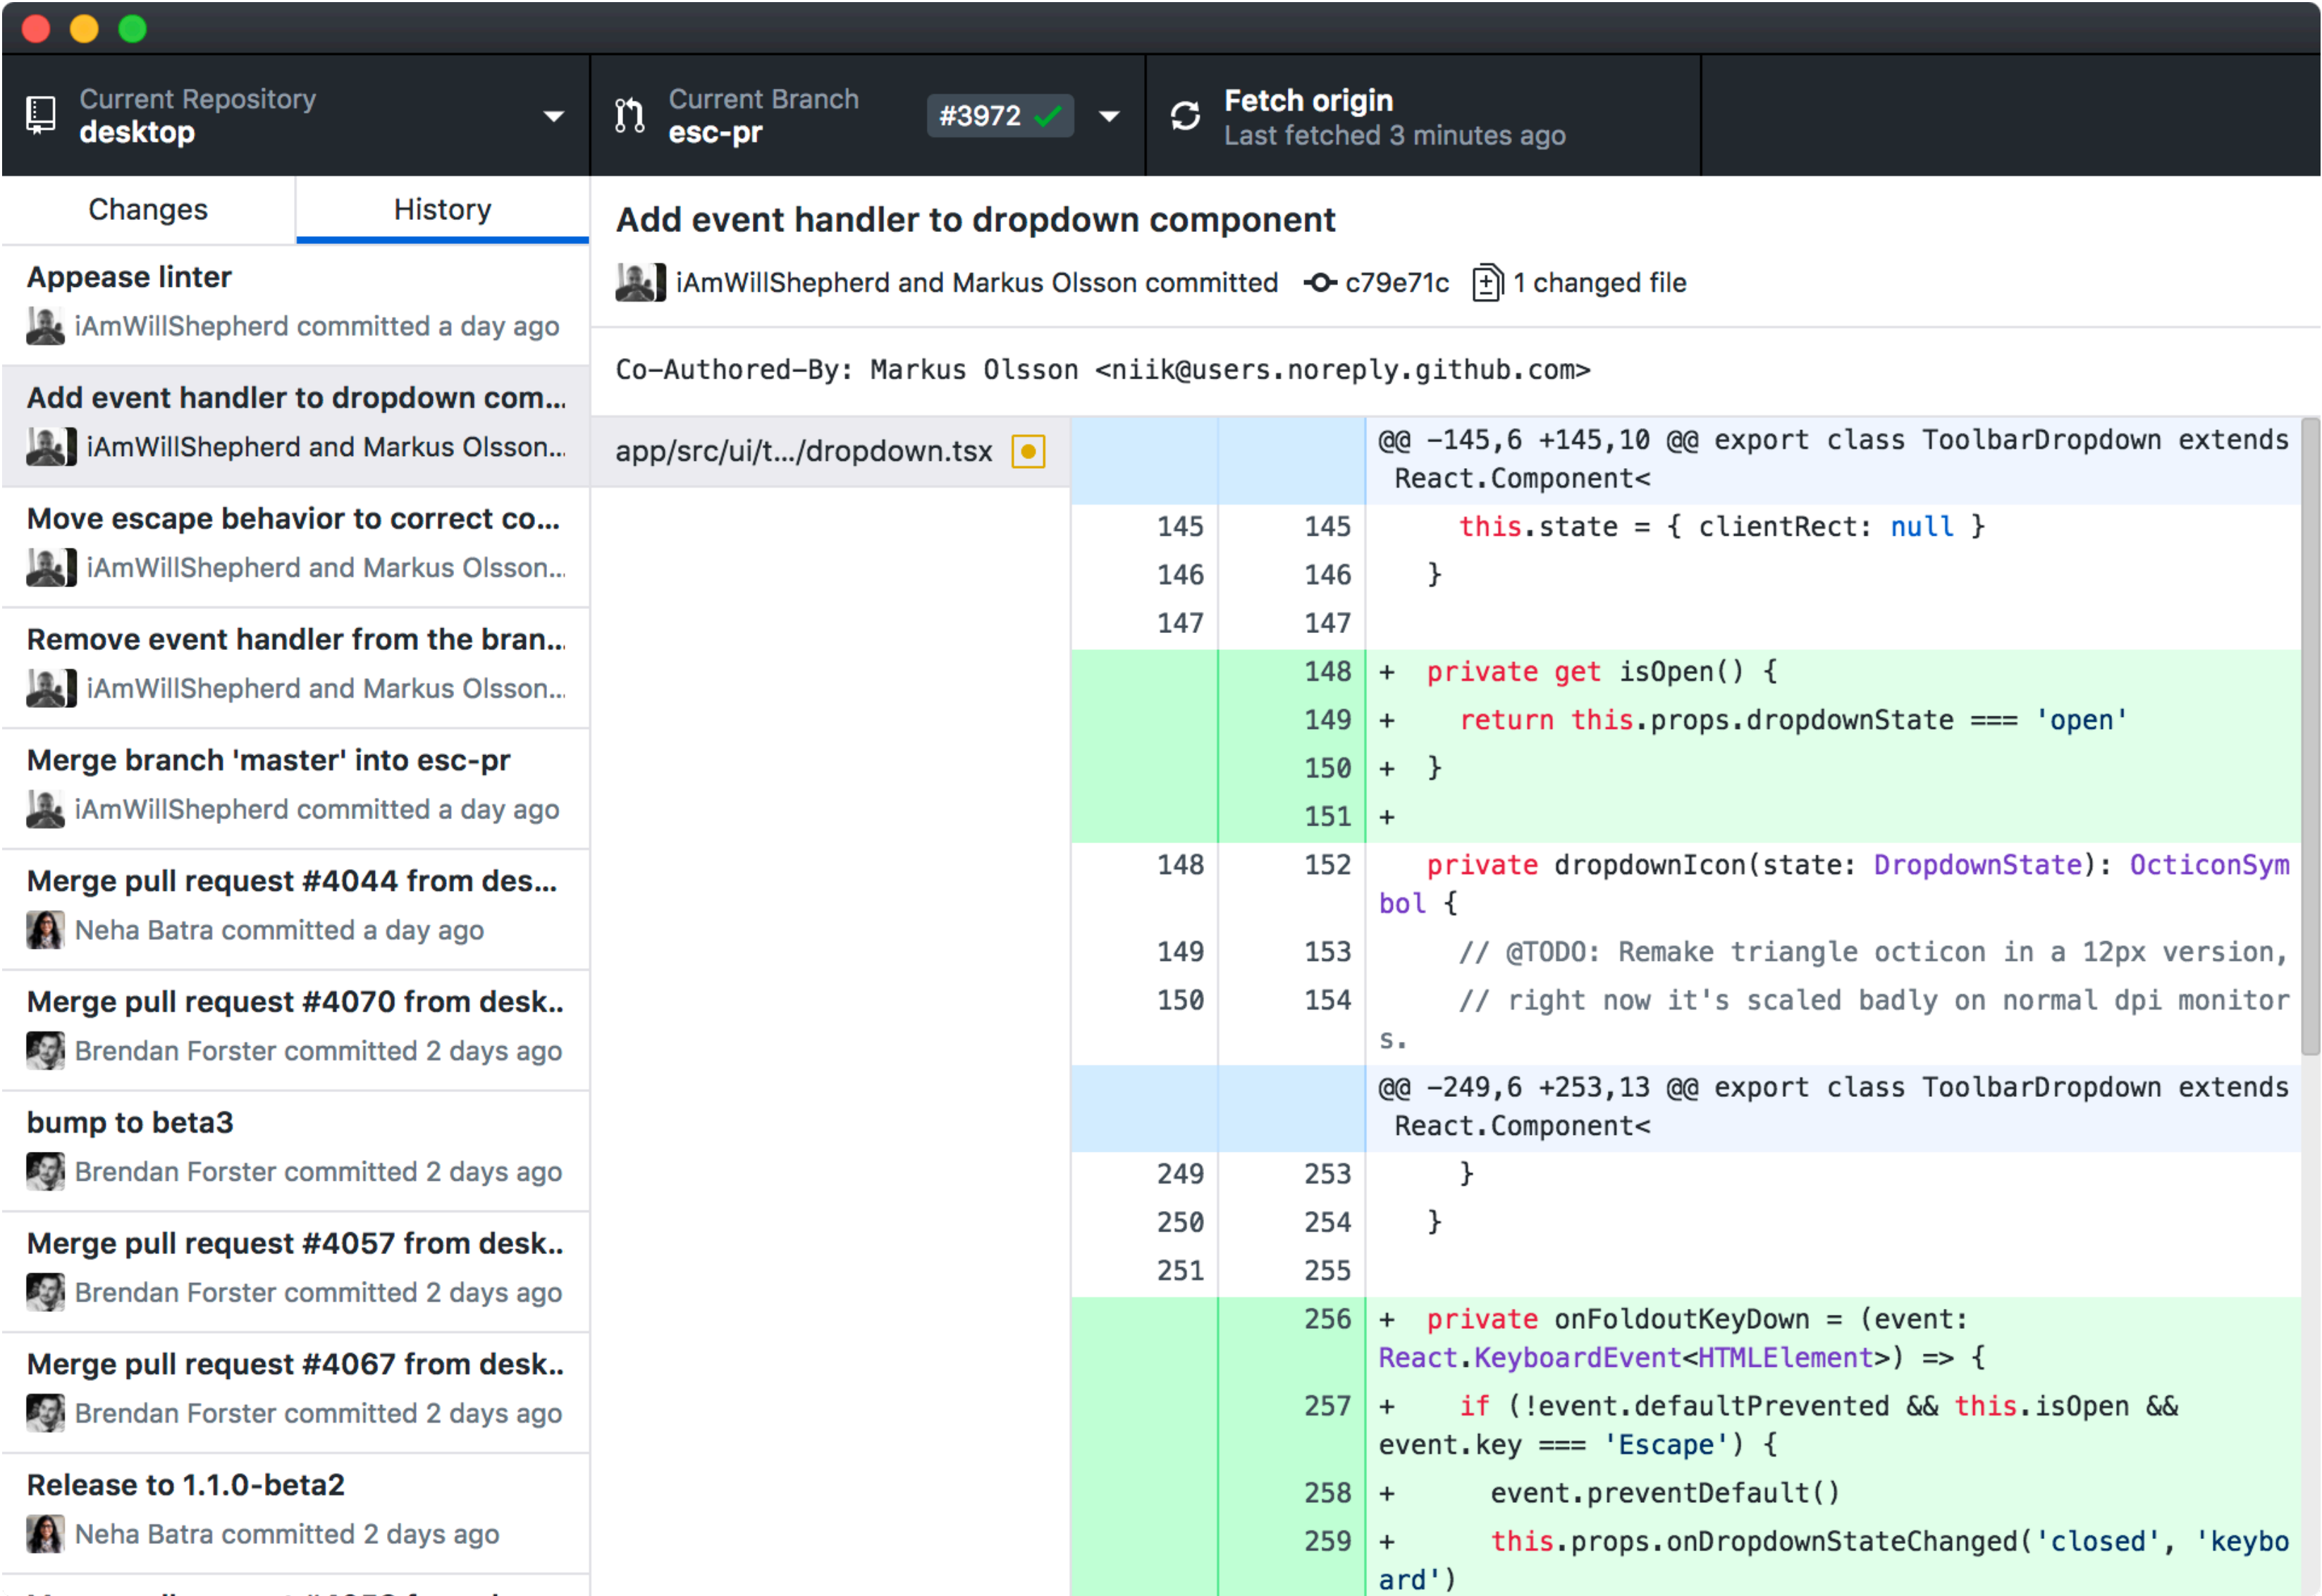 Current Repository
desktop
Current Branch
esc-pr
#3972
Fetch origin
Last fetched 3 minutes ago
Changes
History
Appease linter
iAmWillShepherd committed a day ago
Add event handler to dropdown com...
iAmWillShepherd and Markus Olsson...
Move escape behavior to correct co...
iAmWillShepherd and Markus Olsson...
Remove event handler from the bran...
iAmWillShepherd and Markus Olsson...
Merge branch 'master' into esc-pr
iAmWillShepherd committed a day ago
Merge pull request #4044 from des...
Neha Batra committed a day ago
Merge pull request #4070 from desk...
Brendan Forster committed 2 days ago
bump to beta3
Brendan Forster committed 2 days ago
Merge pull request #4057 from desk...
Brendan Forster committed 2 days ago
Merge pull request #4067 from desk...
Brendan Forster committed 2 days ago
Release to 1.1.0-beta2
Neha Batra committed 2 days ago
Add event handler to dropdown component
iAmWillShepherd and Markus Olsson committed c79e71c 1 changed file
Co-Authored-By: Markus Olsson <niik@users.noreply.github.com>
app/src/ui/t.../dropdown.tsx
@@ -145,6 +145,10 @@ export class ToolbarDropdown extends
React.Component<
145 145 this.state = { clientRect: null }
146 146 }
147 147
148 + private get isOpen() {
149 + return this.props.dropdownState === 'open'
150 + }
151 +
148 152 private dropdownIcon(state: DropdownState): OcticonSym
bol {
149 153 // @TODO: Remake triangle octicon in a 12px version,
150 154 // right now it's scaled badly on normal dpi monitor
s.
@@ -249,6 +253,13 @@ export class ToolbarDropdown extends
React.Component<
249 253 }
250 254 }
251 255
256 + private onFoldoutKeyDown = (event:
React.KeyboardEvent<HTMLElement>) => {
257 + if (!event.defaultPrevented && this.isOpen &&
event.key === 'Escape') {
258 + event.preventDefault()
259 + this.props.onDropdownStateChanged('closed', 'keybo
ard')